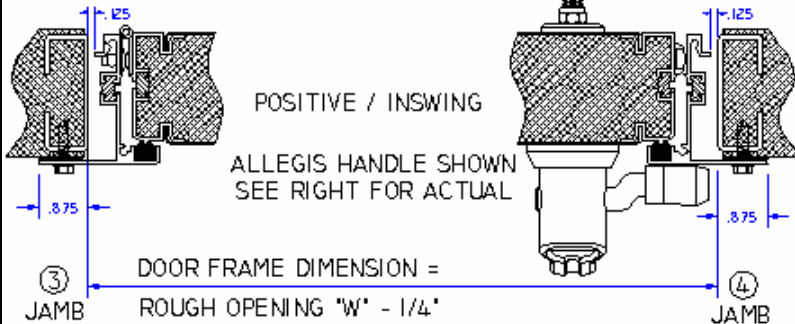 .125
.125
POSITIVE / INSWING
ALLEGIS HANDLE SHOWN
SEE RIGHT FOR ACTUAL
.875
.875
DOOR FRAME DIMENSION =
ROUGH OPENING "W" - 1/4"
3
JAMB
4
JAMB